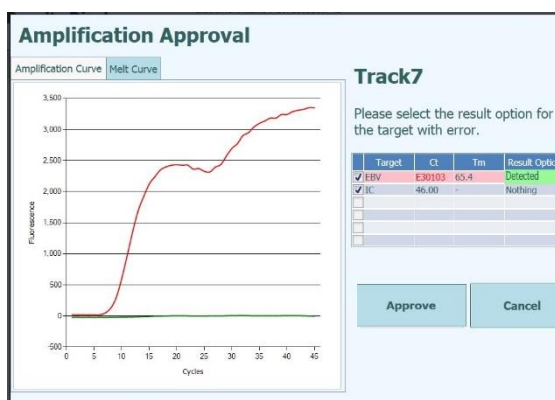 Amplification Approval
Amplification Curve Melt Curve
Track7
Please select the result option for
the target with error.
Target Ct Tm Result Optio
EBV E30103 65.4 Detected
IC 46.00 - Nothing
Approve Cancel
3,500
3,000
2,500
2,000
1,500
1,000
500
0
-500
Fluorescence
0 5 10 15 20 25 30 35 40 45
Cycles